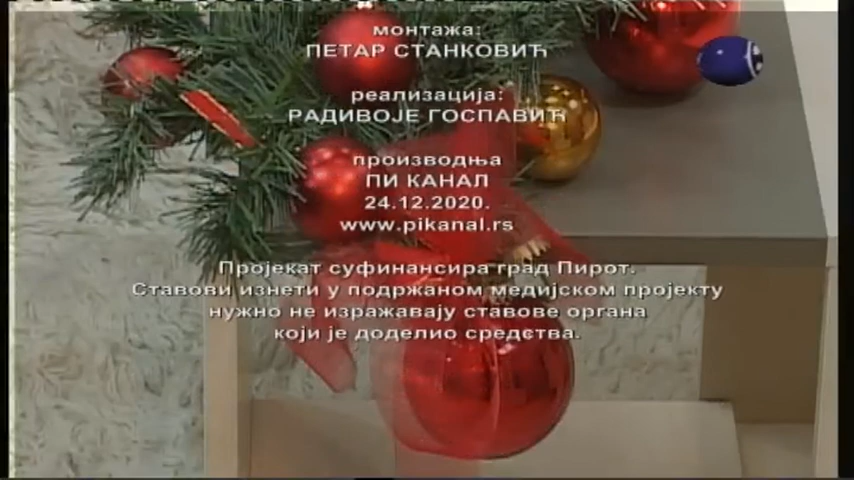 монтажа:
ПЕТАР СТАНКОВИЋ
реализација:
РАДИВОЈЕ ГОСПАВИЋ
производња
ПИ КАНАЛ
24.12.2020.
www.pikanal.rs
Пројекат суфинансира град Пирот.
Ставови изнети у подржаном медијском пројекту
нужно не изражавају ставове органа
који је доделио средства.